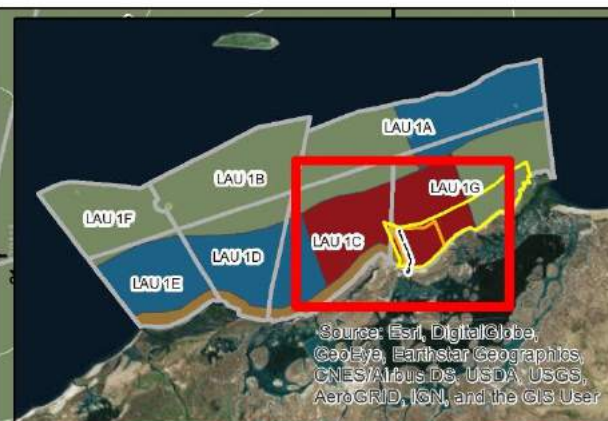 LAU 1A
LAU 1B
LAU 1G
LAU 1F
LAU 1C
LAU 1D
LAU 1E
Source: Esri, DigitalGlobe,
GeoEye, Earthstar Geographics,
CNES/Airbus DS, USDA, USGS,
AeroGRID, IGN, and the GIS User